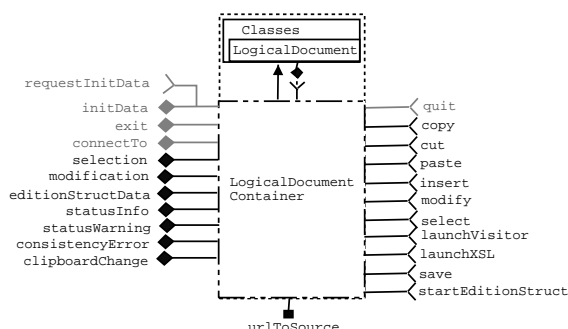 Classes
LogicalDocument
requestInitData
initData
exit
connectTo
selection
modification
editionStructData
statusInfo
statusWarning
consistencyError
clipboardChange
LogicalDocument
Container
quit
copy
cut
paste
insert
modify
select
launchVisitor
launchXSL
save
startEditionStruct
urlToSource